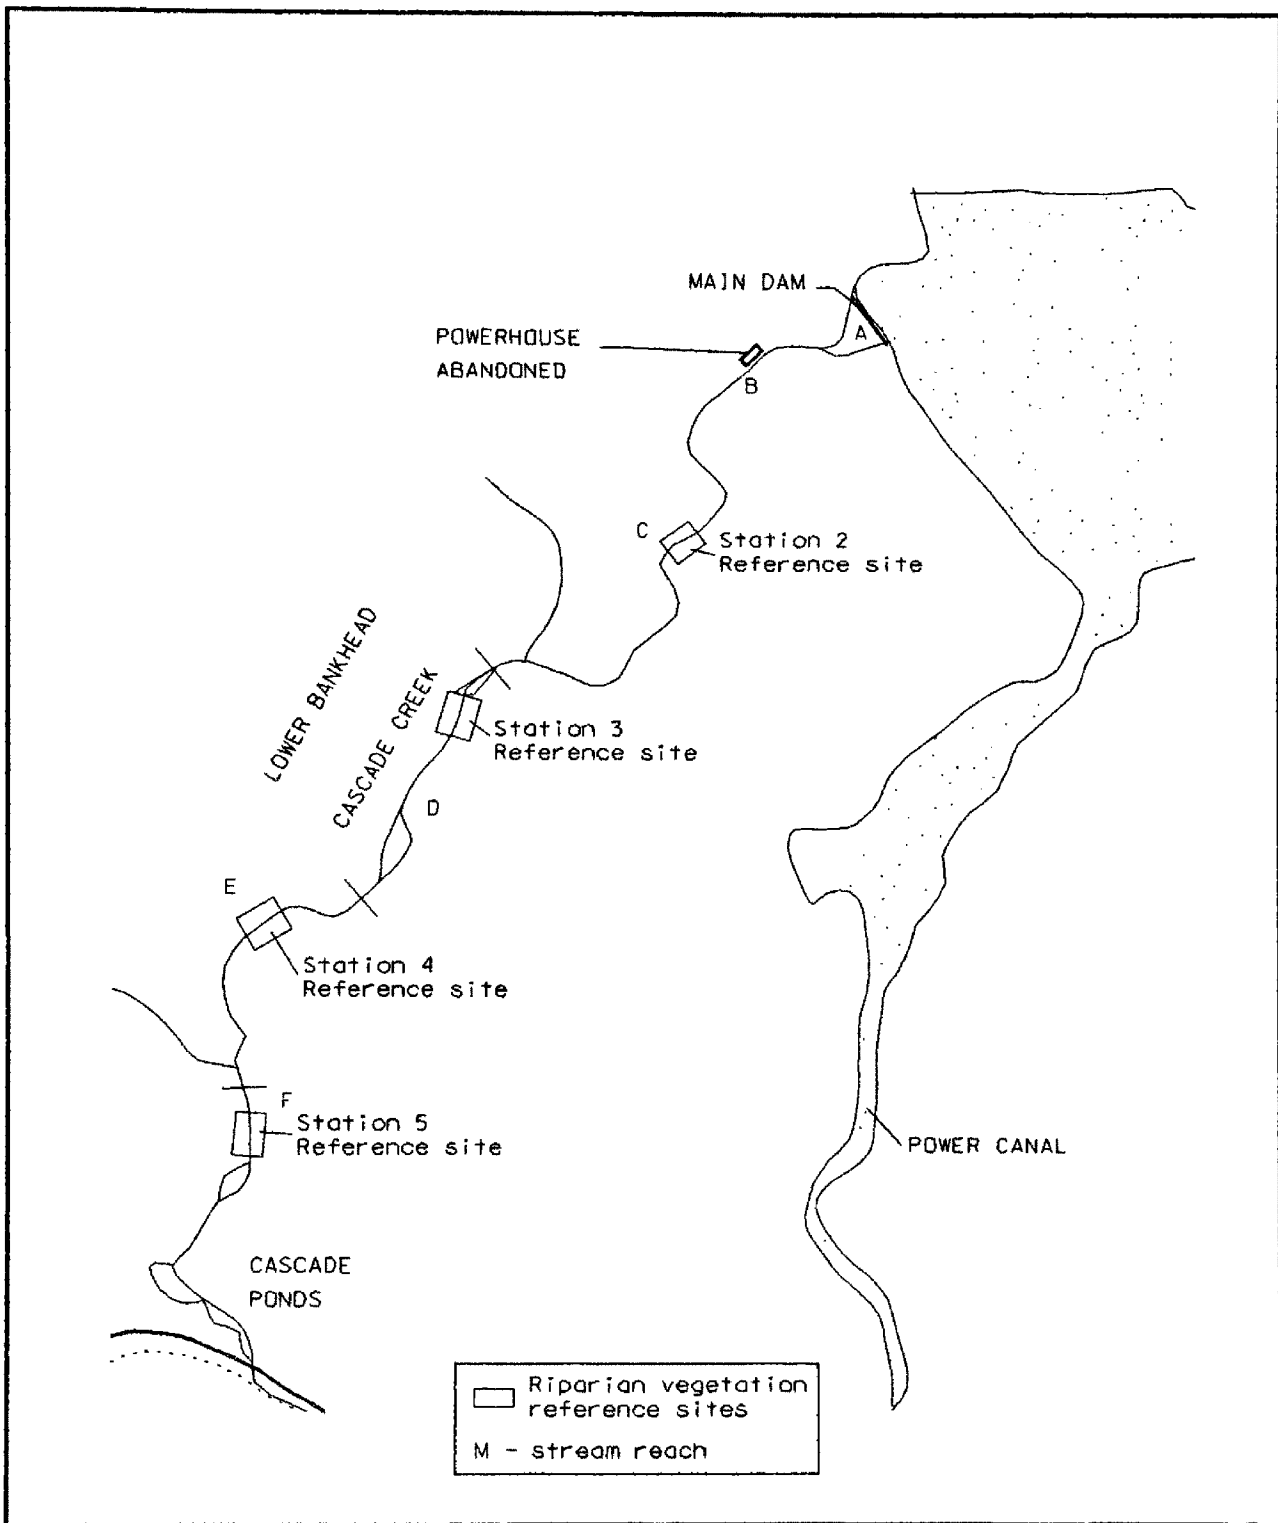 MAIN DAM
A
POWERHOUSE
ABANDONED
B
C
Station 2
Reference site
LOWER BANKHEAD
CASCADE CREEK
Station 3
Reference site
D
E
Station 4
Reference site
F
Station 5
Reference site
POWER CANAL
CASCADE
PONDS
Riparian vegetation
reference sites
M - stream reach